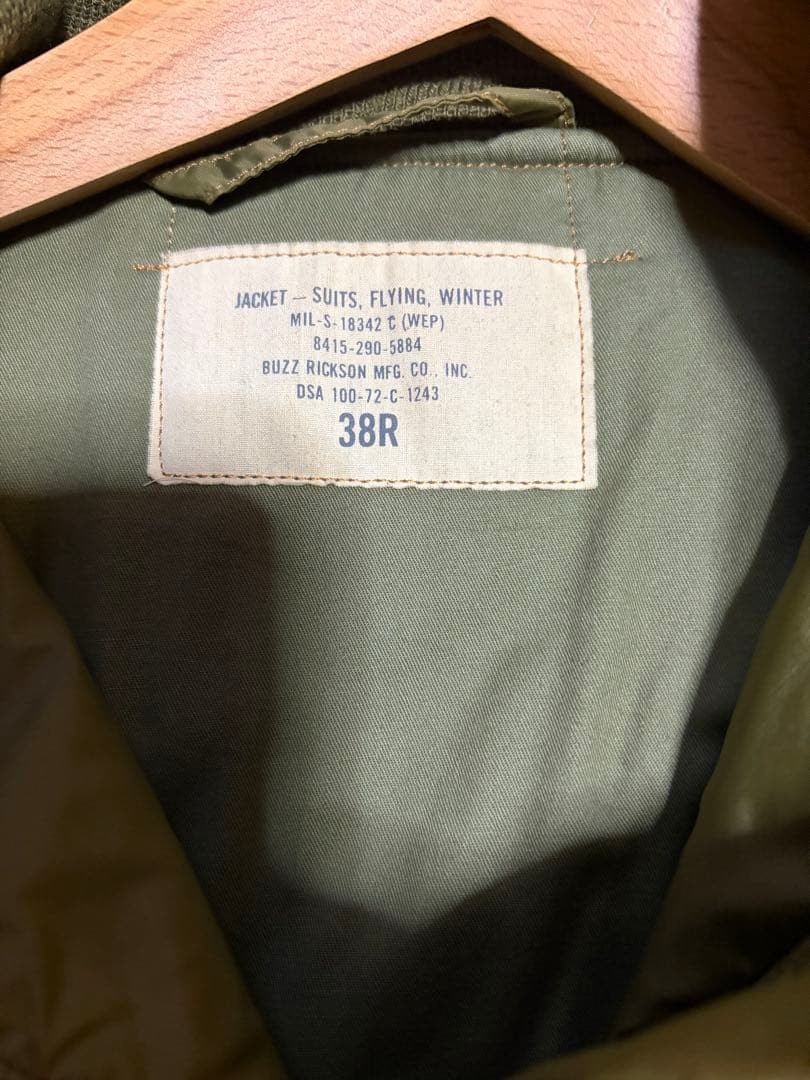 JACKET – SUITS, FLYING, WINTER
MIL-S-18342 C (WEP)
8415-290-5884
BUZZ RICKSON MFG. CO., INC.
DSA 100-72-C-1243
38R